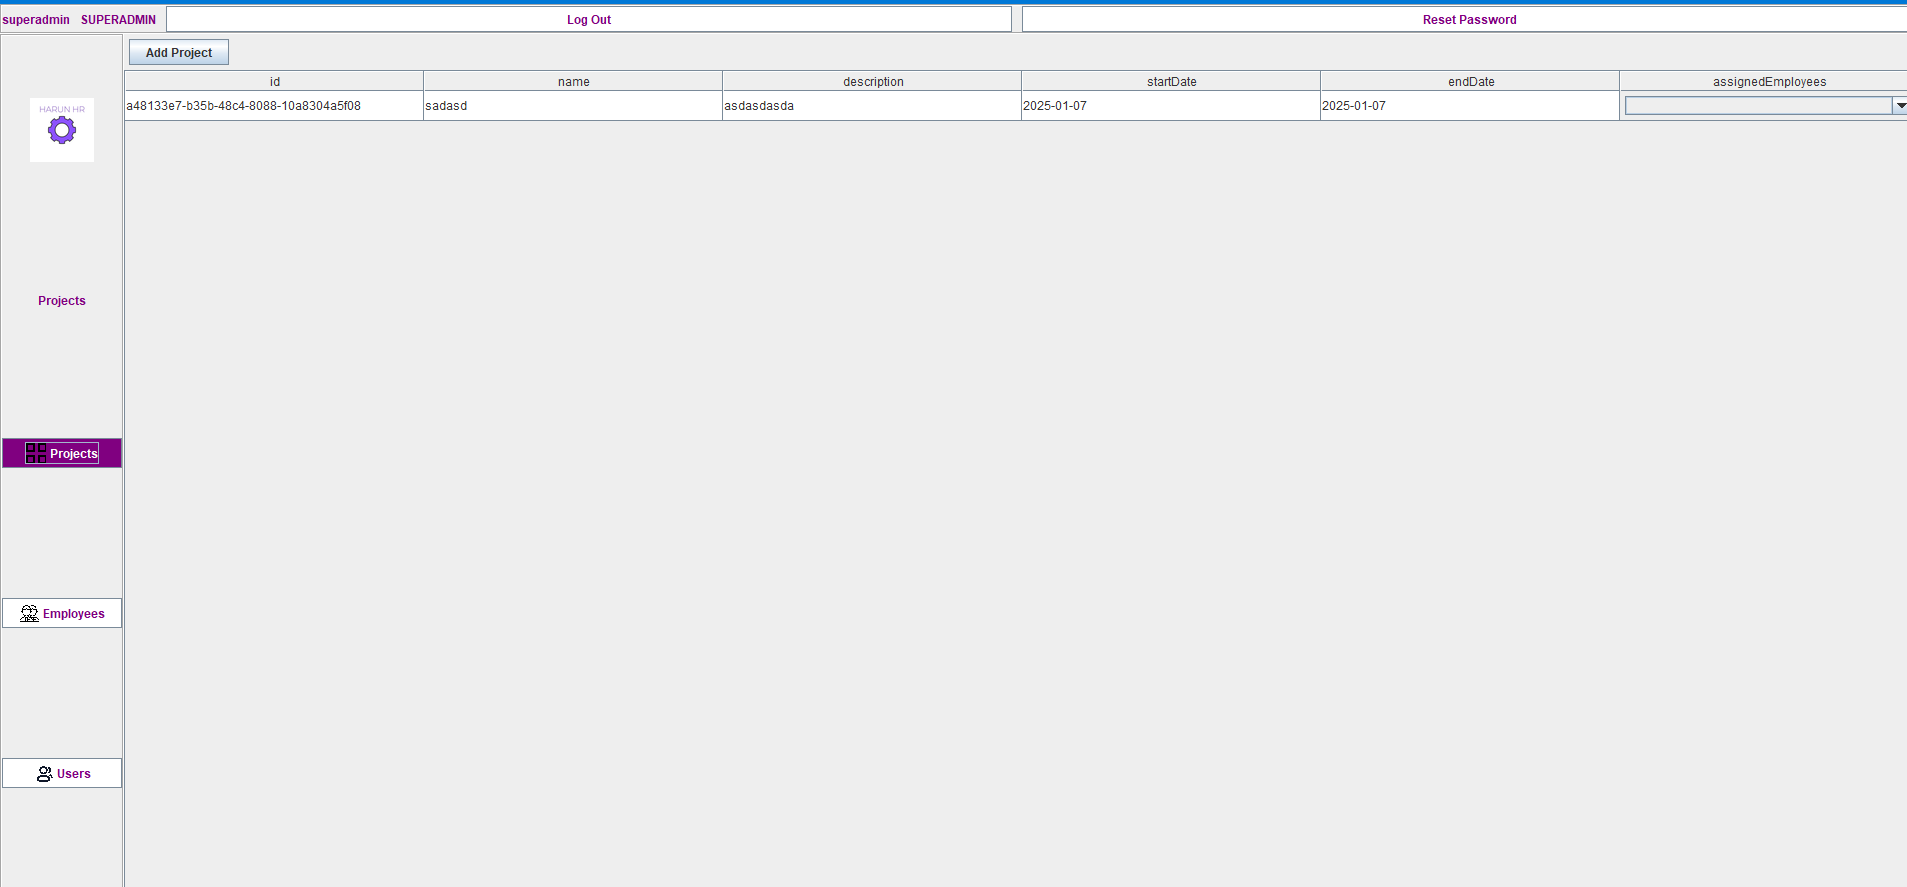 superadmin SUPERADMIN Log Out Reset Password
Add Project
id name description startDate endDate assignedEmployees
a48133e7-b35b-48c4-8088-10a8304a5f08 sadasd asdasdasda 2025-01-07 2025-01-07
HARUN HR
Projects
Projects
Employees
Users